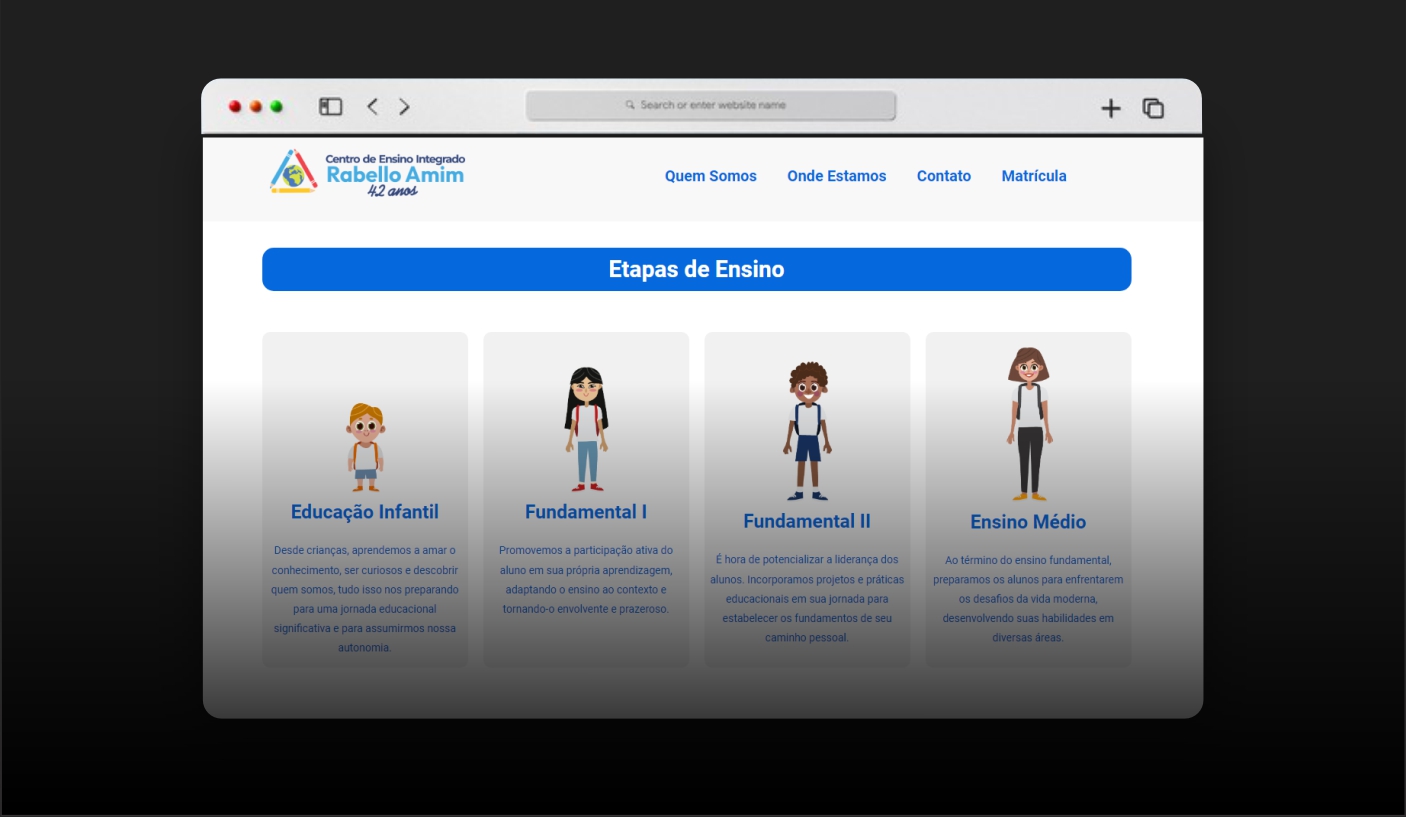 Search or enter website name
Centro de Ensino Integrado
Rabello Amim
42 anos
Quem Somos Onde Estamos Contato Matrícula
Etapas de Ensino
Educação Infantil
Desde crianças, aprendemos a amar o
conhecimento, ser curiosos e descobrir
quem somos, tudo isso nos preparando
para uma jornada educacional
significativa e para assumirmos nossa
autonomia.
Fundamental I
Promovemos a participação ativa do
aluno em sua própria aprendizagem,
adaptando o ensino ao contexto e
tornando-o envolvente e prazeroso.
Fundamental II
É hora de potencializar a liderança dos
alunos. Incorporamos projetos e práticas
educacionais em sua jornada para
estabelecer os fundamentos de seu
caminho pessoal.
Ensino Médio
Ao término do ensino fundamental,
preparamos os alunos para enfrentarem
os desafios da vida moderna,
desenvolvendo suas habilidades em
diversas áreas.